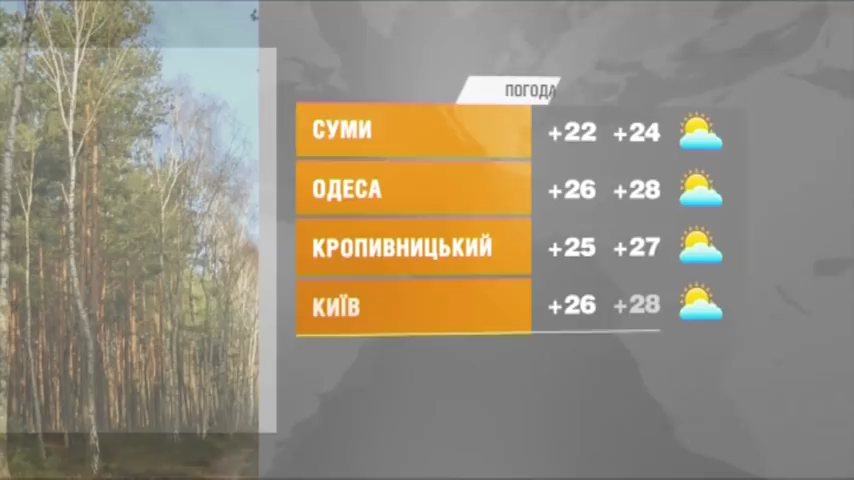 ПОГОДА
СУМИ +22 +24
ОДЕСА +26 +28
КРОПИВНИЦЬКИЙ +25 +27
КИЇВ +26 +28